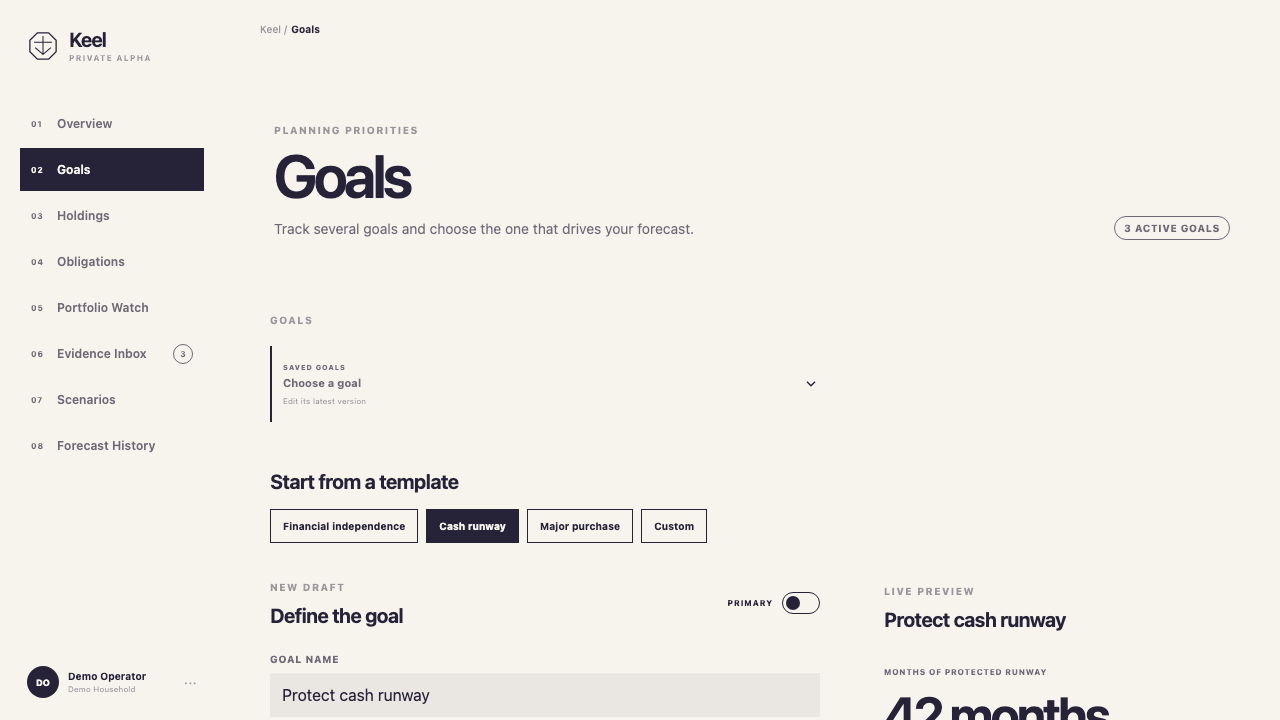 Keel
PRIVATE ALPHA
01 Overview
02 Goals
03 Holdings
04 Obligations
05 Portfolio Watch
06 Evidence Inbox 3
07 Scenarios
08 Forecast History
DO
Demo Operator
Demo Household
...
Keel / Goals
PLANNING PRIORITIES
Goals
Track several goals and choose the one that drives your forecast.
3 ACTIVE GOALS
GOALS
SAVED GOALS
Choose a goal
Edit its latest version
Start from a template
Financial independence Cash runway Major purchase Custom
NEW DRAFT
Define the goal
PRIMARY
GOAL NAME
Protect cash runway
LIVE PREVIEW
Protect cash runway
MONTHS OF PROTECTED RUNWAY
42 months